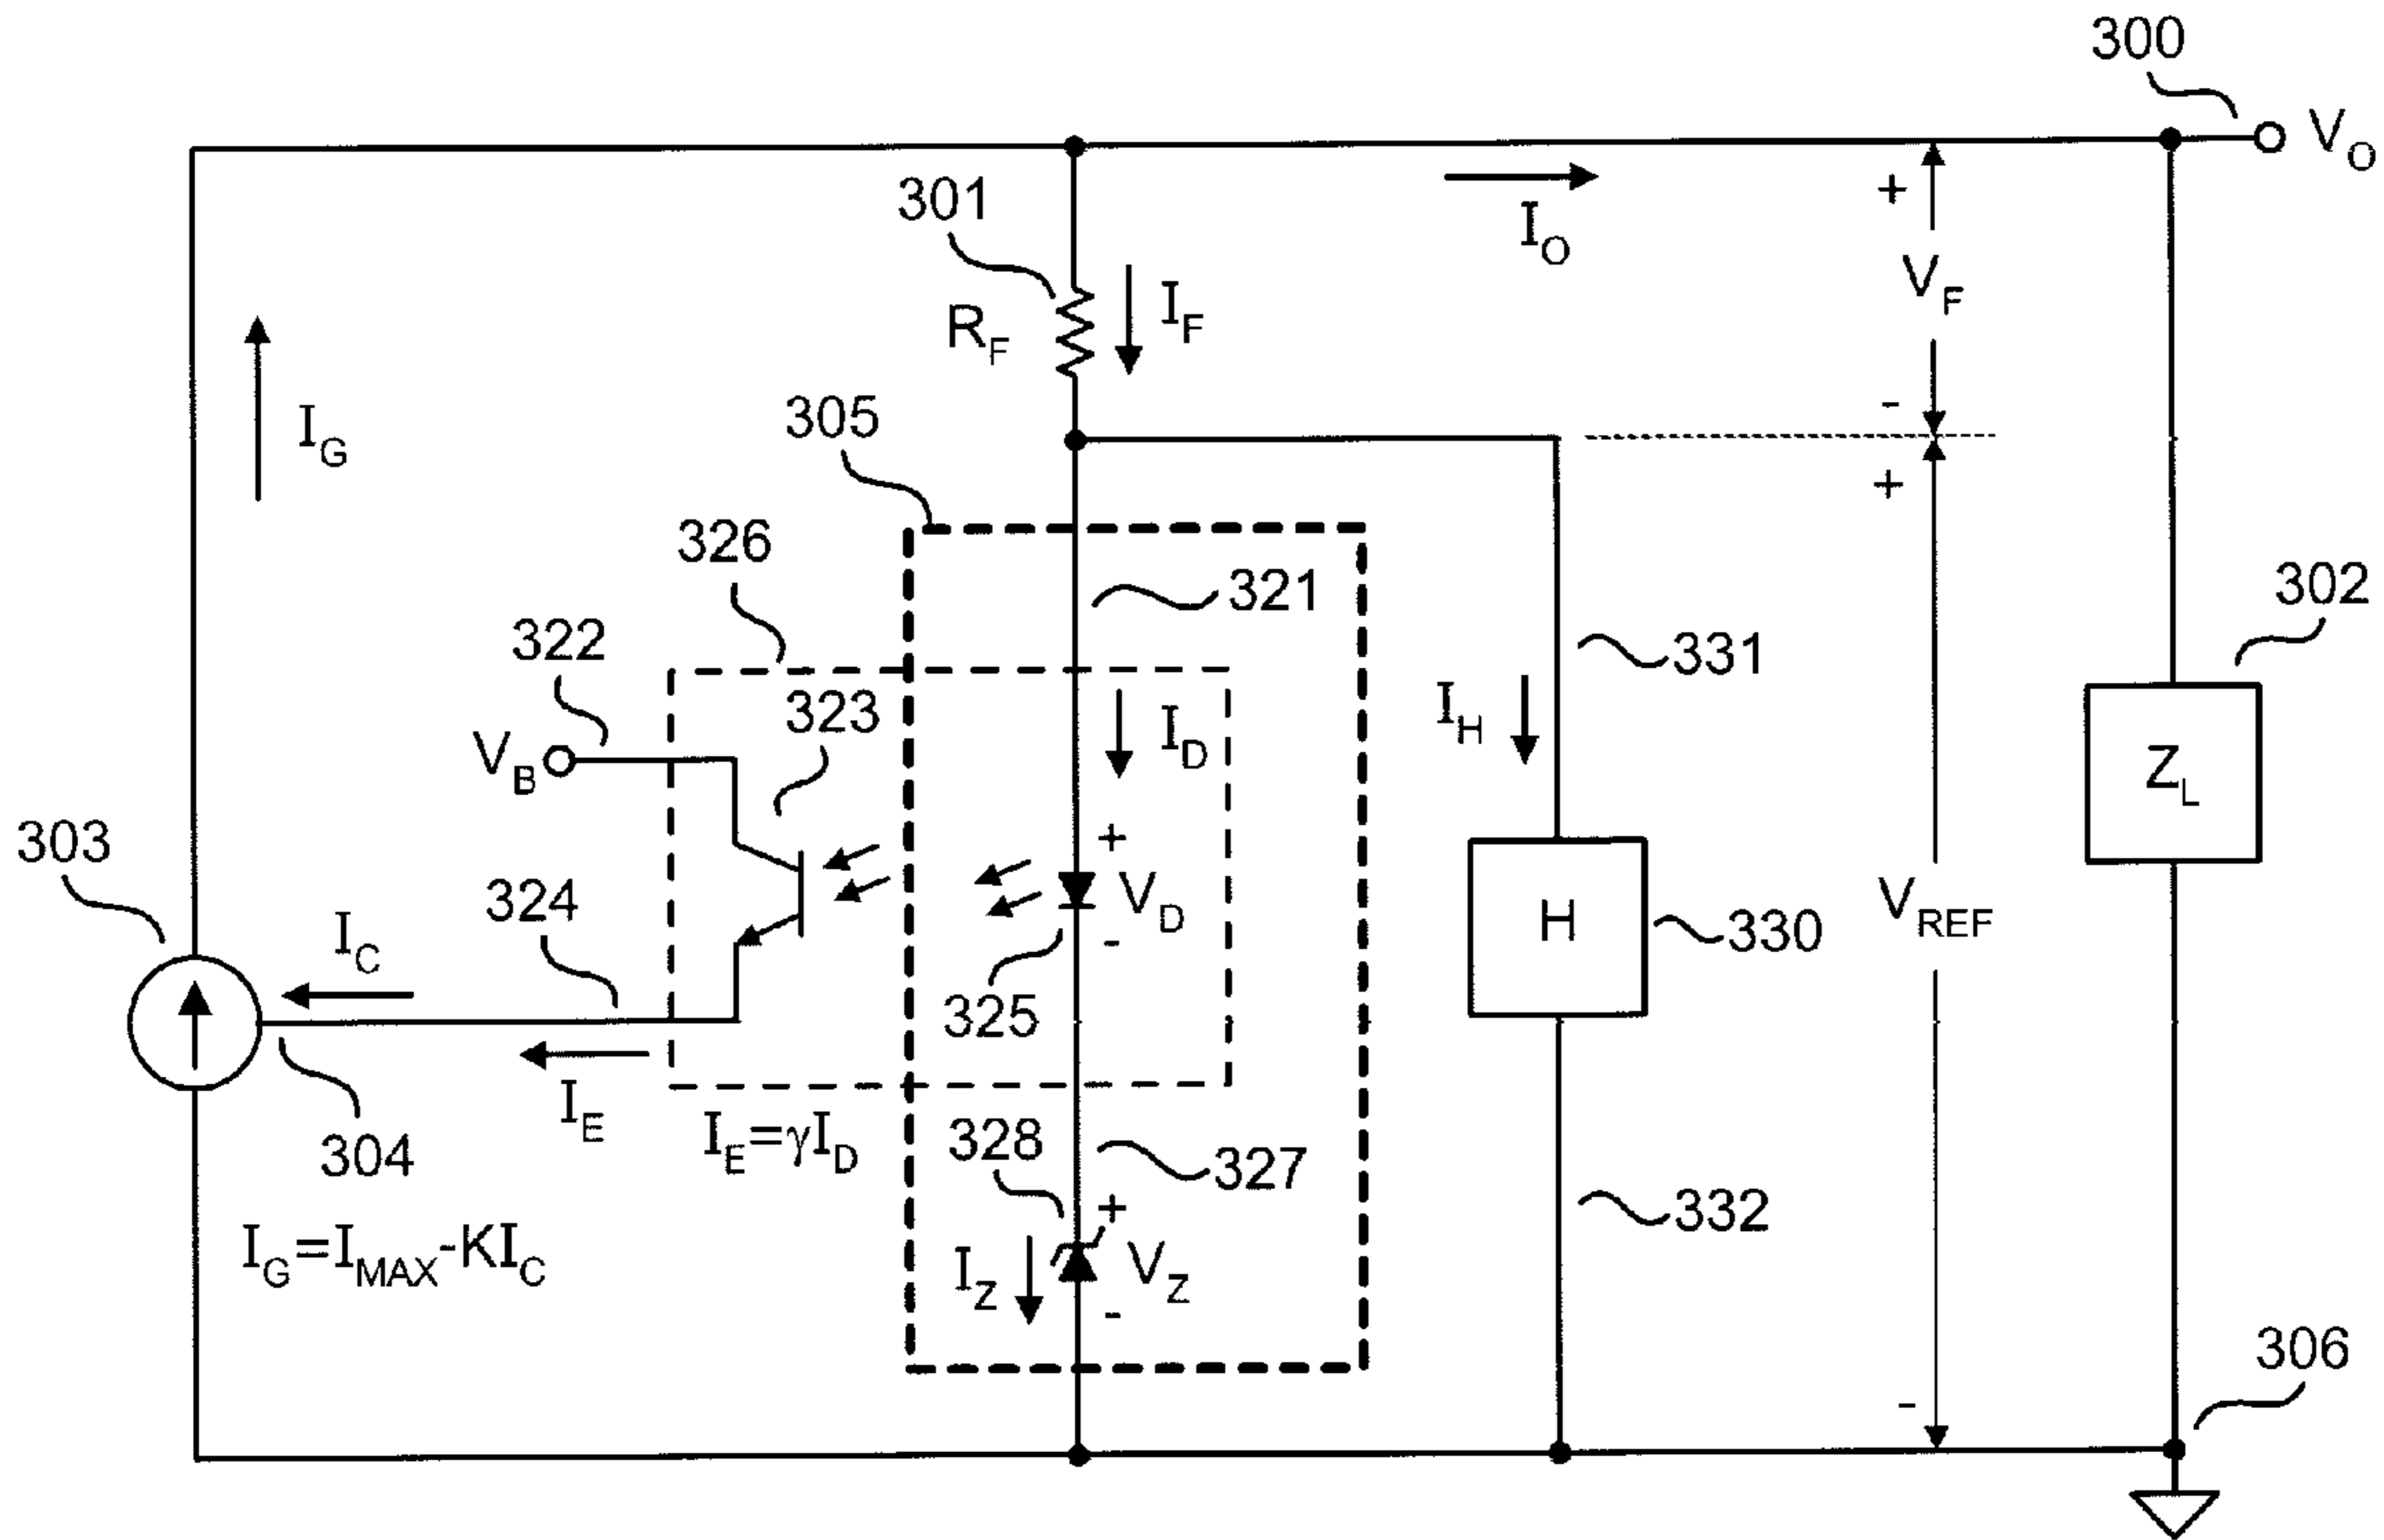 300
V_O
301
I_O
+
V_F
-
R_F
I_F
I_G
305
+
326
321
302
322
331
323
I_D
I_H
V_B
Z_L
303
+
324
V_D
I_C
V_REF
H
330
-
325
I_E
304
I_E=γI_D
328
327
+
332
I_G=I_MAX-KI_C
I_Z
V_Z
-
306
-